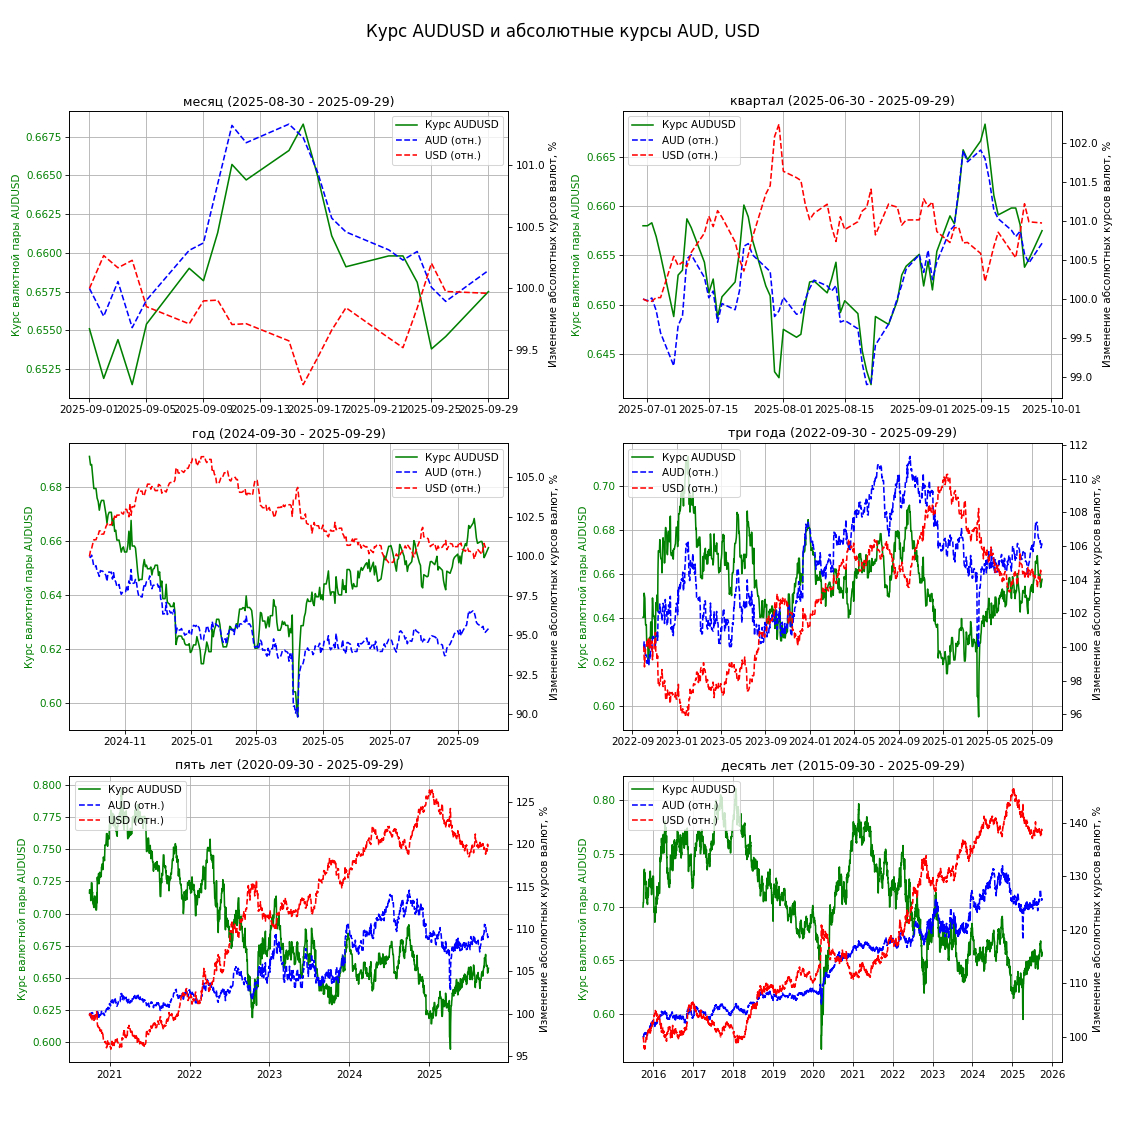 Курс AUDUSD и абсолютные курсы AUD, USD
месяц (2025-08-30 - 2025-09-29)
Курс валютной пары AUDUSD
0.6675
0.6650
0.6625
0.6600
0.6575
0.6550
0.6525
Курс AUDUSD
AUD (отн.)
USD (отн.)
101.0
100.5
100.0
99.5
Изменение абсолютных курсов валют, %
2025-09-01 2025-09-05 2025-09-09 2025-09-13 2025-09-17 2025-09-21 2025-09-25 2025-09-29
квартал (2025-06-30 - 2025-09-29)
Курс валютной пары AUDUSD
0.665
0.660
0.655
0.650
0.645
Курс AUDUSD
AUD (отн.)
USD (отн.)
102.0
101.5
101.0
100.5
100.0
99.5
99.0
Изменение абсолютных курсов валют, %
2025-07-01 2025-07-15 2025-08-01 2025-08-15 2025-09-01 2025-09-15 2025-10-01
год (2024-09-30 - 2025-09-29)
Курс валютной пары AUDUSD
0.68
0.66
0.64
0.62
0.60
Курс AUDUSD
AUD (отн.)
USD (отн.)
105.0
102.5
100.0
97.5
95.0
92.5
90.0
Изменение абсолютных курсов валют, %
2024-11 2025-01 2025-03 2025-05 2025-07 2025-09
три года (2022-09-30 - 2025-09-29)
Курс валютной пары AUDUSD
0.70
0.68
0.66
0.64
0.62
0.60
Курс AUDUSD
AUD (отн.)
USD (отн.)
112
110
108
106
104
102
100
98
96
Изменение абсолютных курсов валют, %
2022-09 2023-01 2023-05 2023-09 2024-01 2024-05 2024-09 2025-01 2025-05 2025-09
пять лет (2020-09-30 - 2025-09-29)
Курс валютной пары AUDUSD
0.800
0.775
0.750
0.725
0.700
0.675
0.650
0.625
0.600
Курс AUDUSD
AUD (отн.)
USD (отн.)
125
120
115
110
105
100
95
Изменение абсолютных курсов валют, %
2021 2022 2023 2024 2025
десять лет (2015-09-30 - 2025-09-29)
Курс валютной пары AUDUSD
0.80
0.75
0.70
0.65
0.60
Курс AUDUSD
AUD (отн.)
USD (отн.)
140
130
120
110
100
Изменение абсолютных курсов валют, %
2016 2017 2018 2019 2020 2021 2022 2023 2024 2025 2026